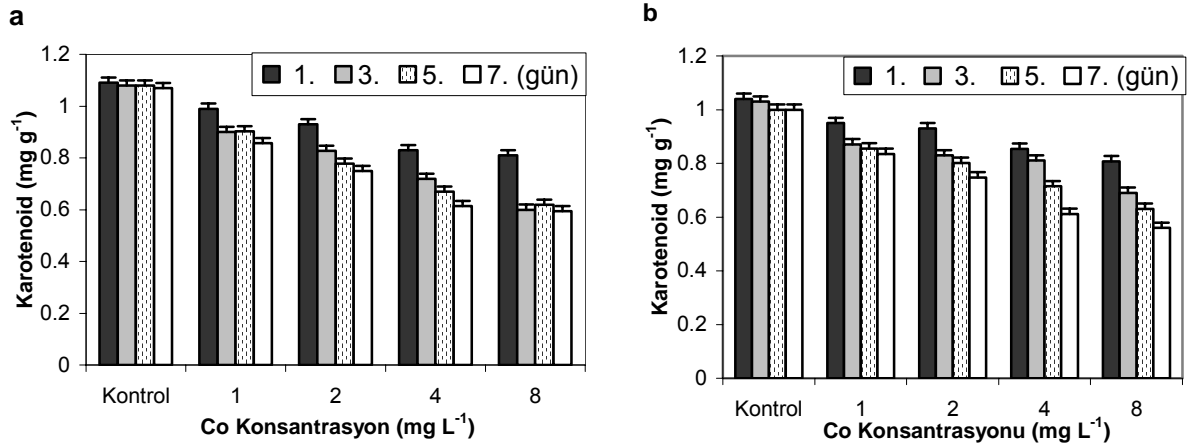 a
1. 3. 5. 7. (gün)
Karotenoid (mg g⁻¹)
1.2
1
0.8
0.6
0.4
0.2
0
Kontrol 1 2 4 8
Co Konsantrasyon (mg L⁻¹)
b
1. 3. 5. 7. (gün)
Karotenoid (mg g⁻¹)
1.2
1
0.8
0.6
0.4
0.2
0
Kontrol 1 2 4 8
Co Konsantrasyonu (mg L⁻¹)